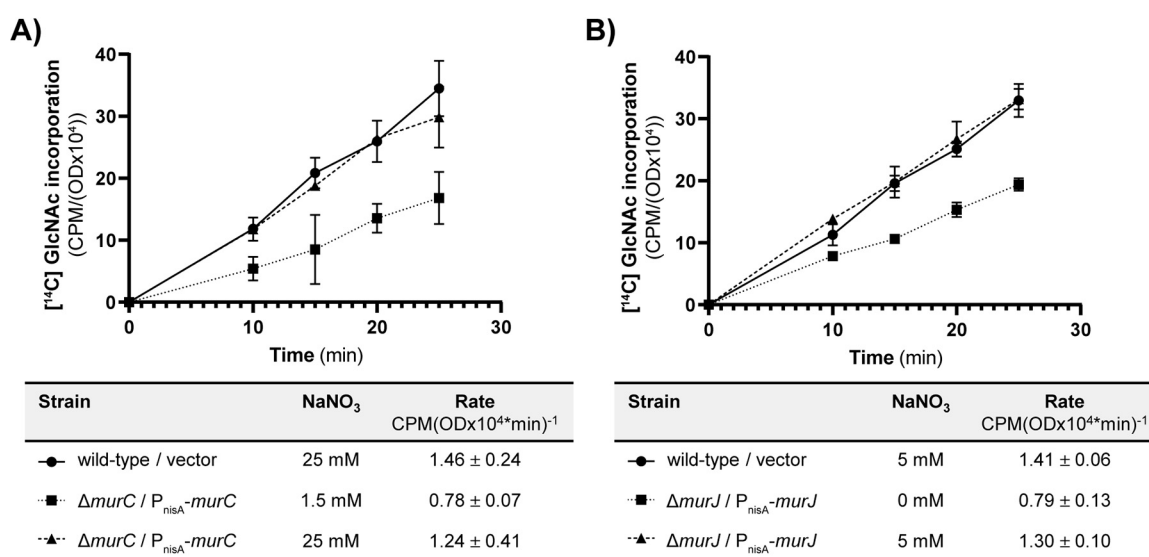 A)
[¹⁴C] GlcNAc incorporation
(CPM/(ODx10⁴))
40
30
20
10
0
0 10 20 30
Time (min)
Strain NaNO₃ Rate
CPM(ODx10⁴*min)⁻¹
wild-type / vector 25 mM 1.46 ± 0.24
ΔmurC / PnisA-murC 1.5 mM 0.78 ± 0.07
ΔmurC / PnisA-murC 25 mM 1.24 ± 0.41
B)
[¹⁴C] GlcNAc incorporation
(CPM/(ODx10⁴))
40
30
20
10
0
0 10 20 30
Time (min)
Strain NaNO₃ Rate
CPM(ODx10⁴*min)⁻¹
wild-type / vector 5 mM 1.41 ± 0.06
ΔmurJ / PnisA-murJ 0 mM 0.79 ± 0.13
ΔmurJ / PnisA-murJ 5 mM 1.30 ± 0.10